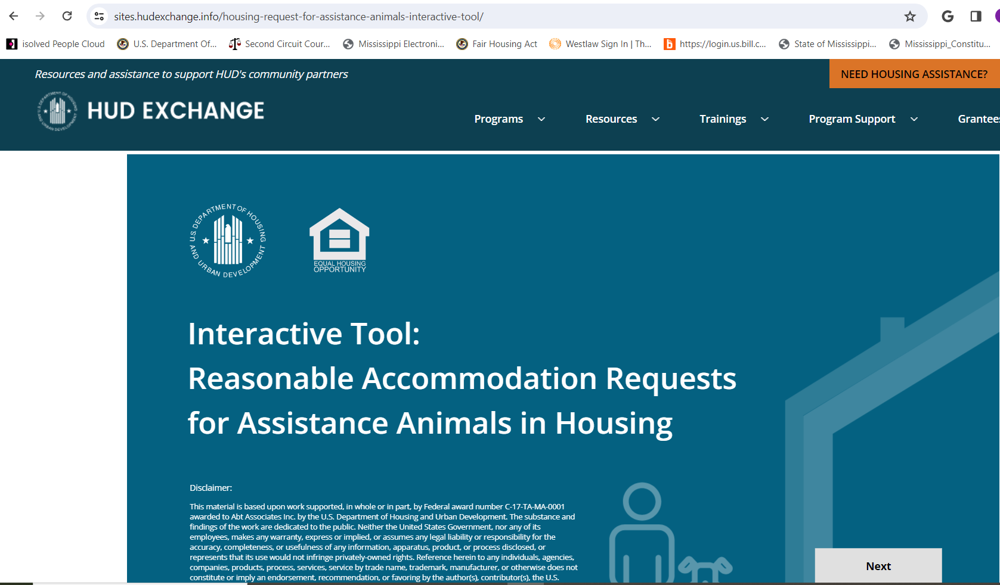 sites.hudexchange.info/housing-request-for-assistance-animals-interactive-tool/
isolved People Cloud U.S. Department Of... Second Circuit Cour... Mississippi Electroni... Fair Housing Act Westlaw Sign In | Th... https://login.us.bill.c... State of Mississippi... Mississippi_Constitu...
Resources and assistance to support HUD's community partners
NEED HOUSING ASSISTANCE?
U.S. DEPARTMENT OF HOUSING AND URBAN DEVELOPMENT
HUD EXCHANGE
Programs Resources Trainings Program Support Grantees
U.S. DEPARTMENT OF HOUSING
AND URBAN DEVELOPMENT
EQUAL HOUSING
OPPORTUNITY
Interactive Tool:
Reasonable Accommodation Requests
for Assistance Animals in Housing
Disclaimer:
This material is based upon work supported, in whole or in part, by Federal award number C-17-TA-MA-0001
awarded to Abt Associates Inc. by the U.S. Department of Housing and Urban Development. The substance and
findings of the work are dedicated to the public. Neither the United States Government, nor any of its
employees, makes any warranty, express or implied, or assumes any legal liability or responsibility for the
accuracy, completeness, or usefulness of any information, apparatus, product, or process disclosed, or
represents that its use would not infringe privately-owned rights. Reference herein to any individuals, agencies,
companies, products, process, services, service by trade name, trademark, manufacturer, or otherwise does not
constitute or imply an endorsement, recommendation, or favoring by the author(s), contributor(s), the U.S.
Next